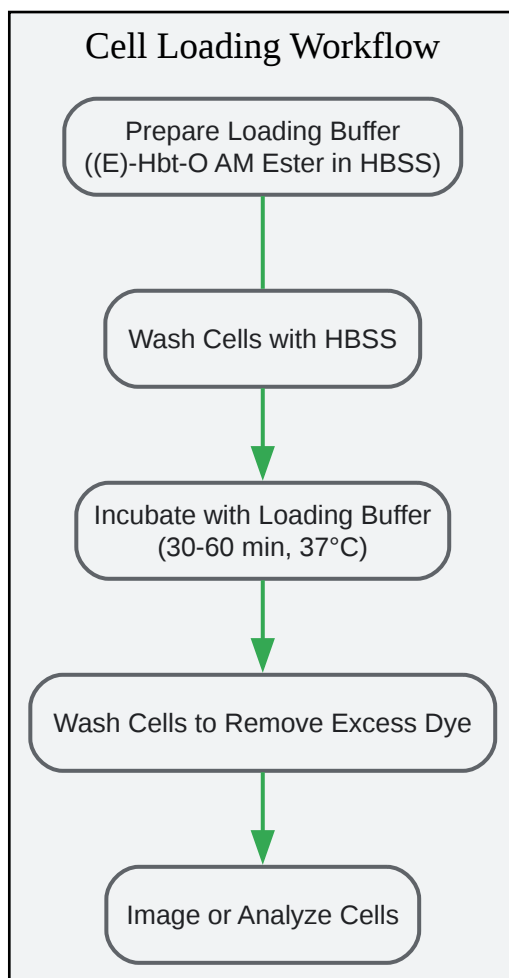 Cell Loading Workflow
Prepare Loading Buffer
((E)-Hbt-O AM Ester in HBSS)
Wash Cells with HBSS
Incubate with Loading Buffer
(30-60 min, 37°C)
Wash Cells to Remove Excess Dye
Image or Analyze Cells